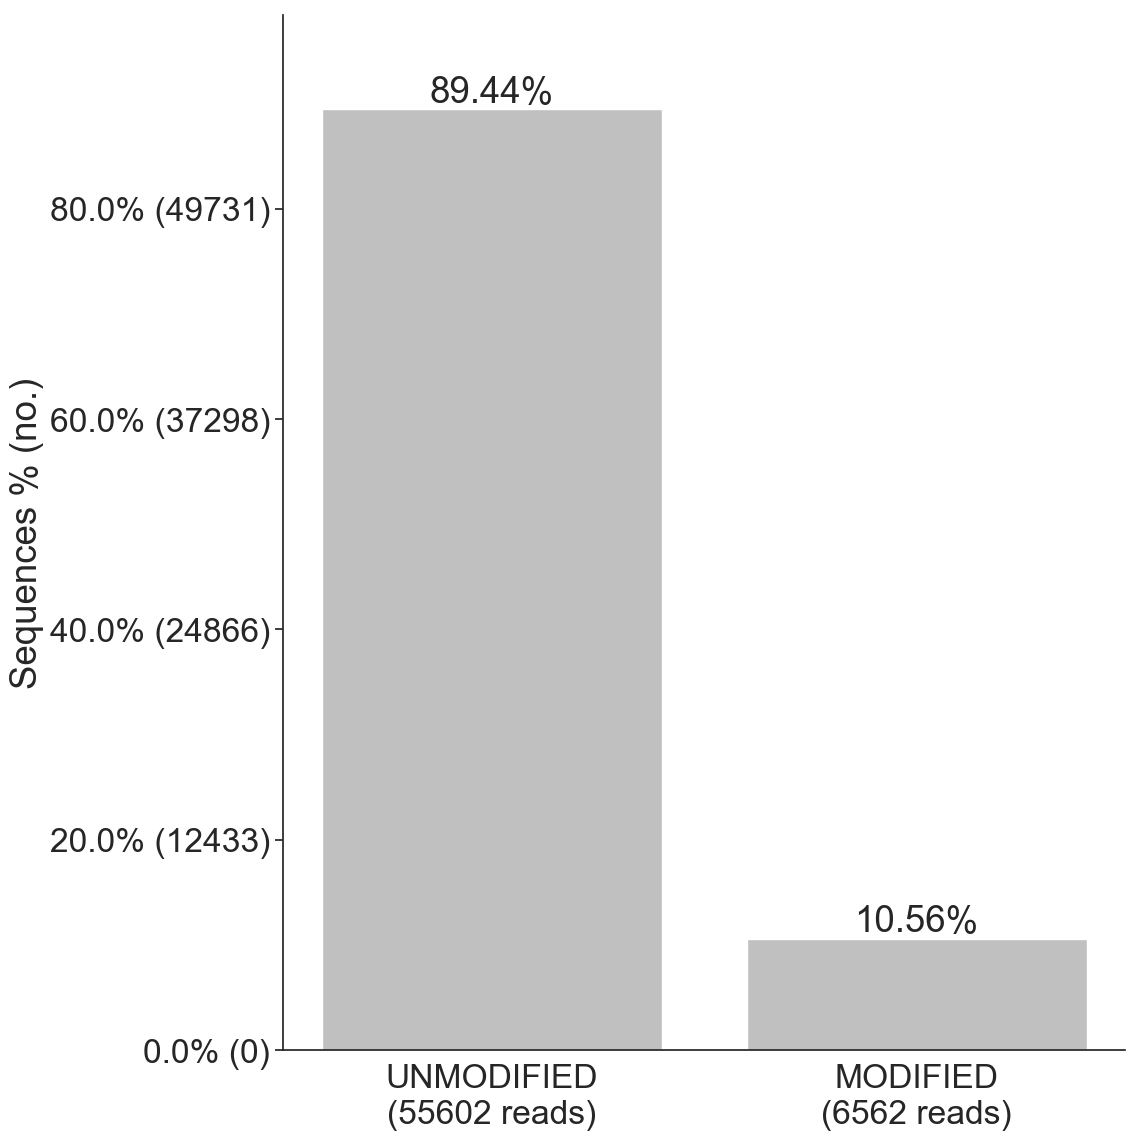 89.44%
80.0% (49731)
60.0% (37298)
Sequences % (no.)
40.0% (24866)
20.0% (12433)
10.56%
0.0% (0)
UNMODIFIED
(55602 reads)
MODIFIED
(6562 reads)